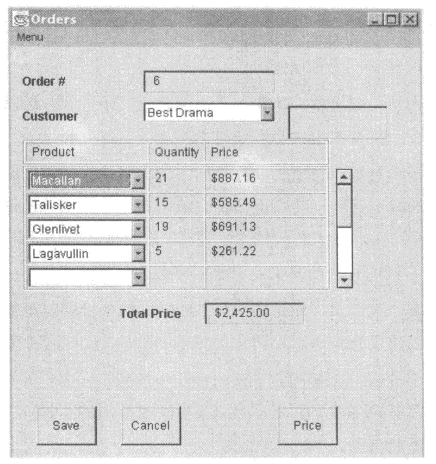 Orders
Menu
Order # 6
Customer Best Drama
Product Quantity Price
Macallan 21 $887.16
Talisker 15 $585.49
Glenlivet 19 $691.13
Lagavullin 5 $261.22
Total Price $2,425.00
Save Cancel Price